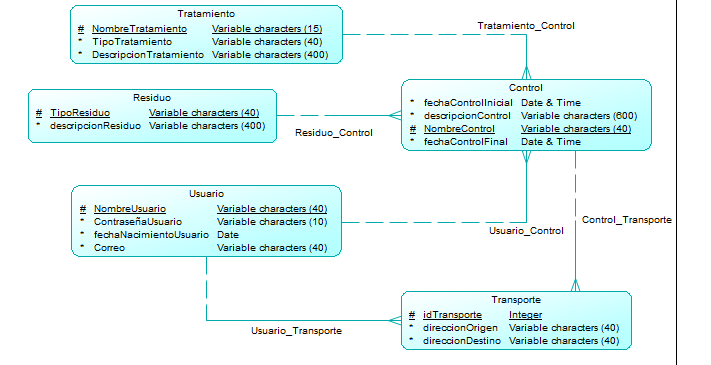 Tratamiento
# NombreTratamiento Variable characters (15)
* TipoTratamiento Variable characters (40)
* DescripcionTratamiento Variable characters (400)
Tratamiento_Control
Control
* fechaControlInicial Date & Time
* descripcionControl Variable characters (600)
# NombreControl Variable characters (40)
* fechaControlFinal Date & Time
Residuo
# TipoResiduo Variable characters (40)
* descripcionResiduo Variable characters (400)
Residuo_Control
Usuario
# NombreUsuario Variable characters (40)
* ContraseñaUsuario Variable characters (10)
* fechaNacimientoUsuario Date
* Correo Variable characters (40)
Usuario_Control
Control_Transporte
Transporte
# idTransporte Integer
* direccionOrigen Variable characters (40)
* direccionDestino Variable characters (40)
Usuario_Transporte